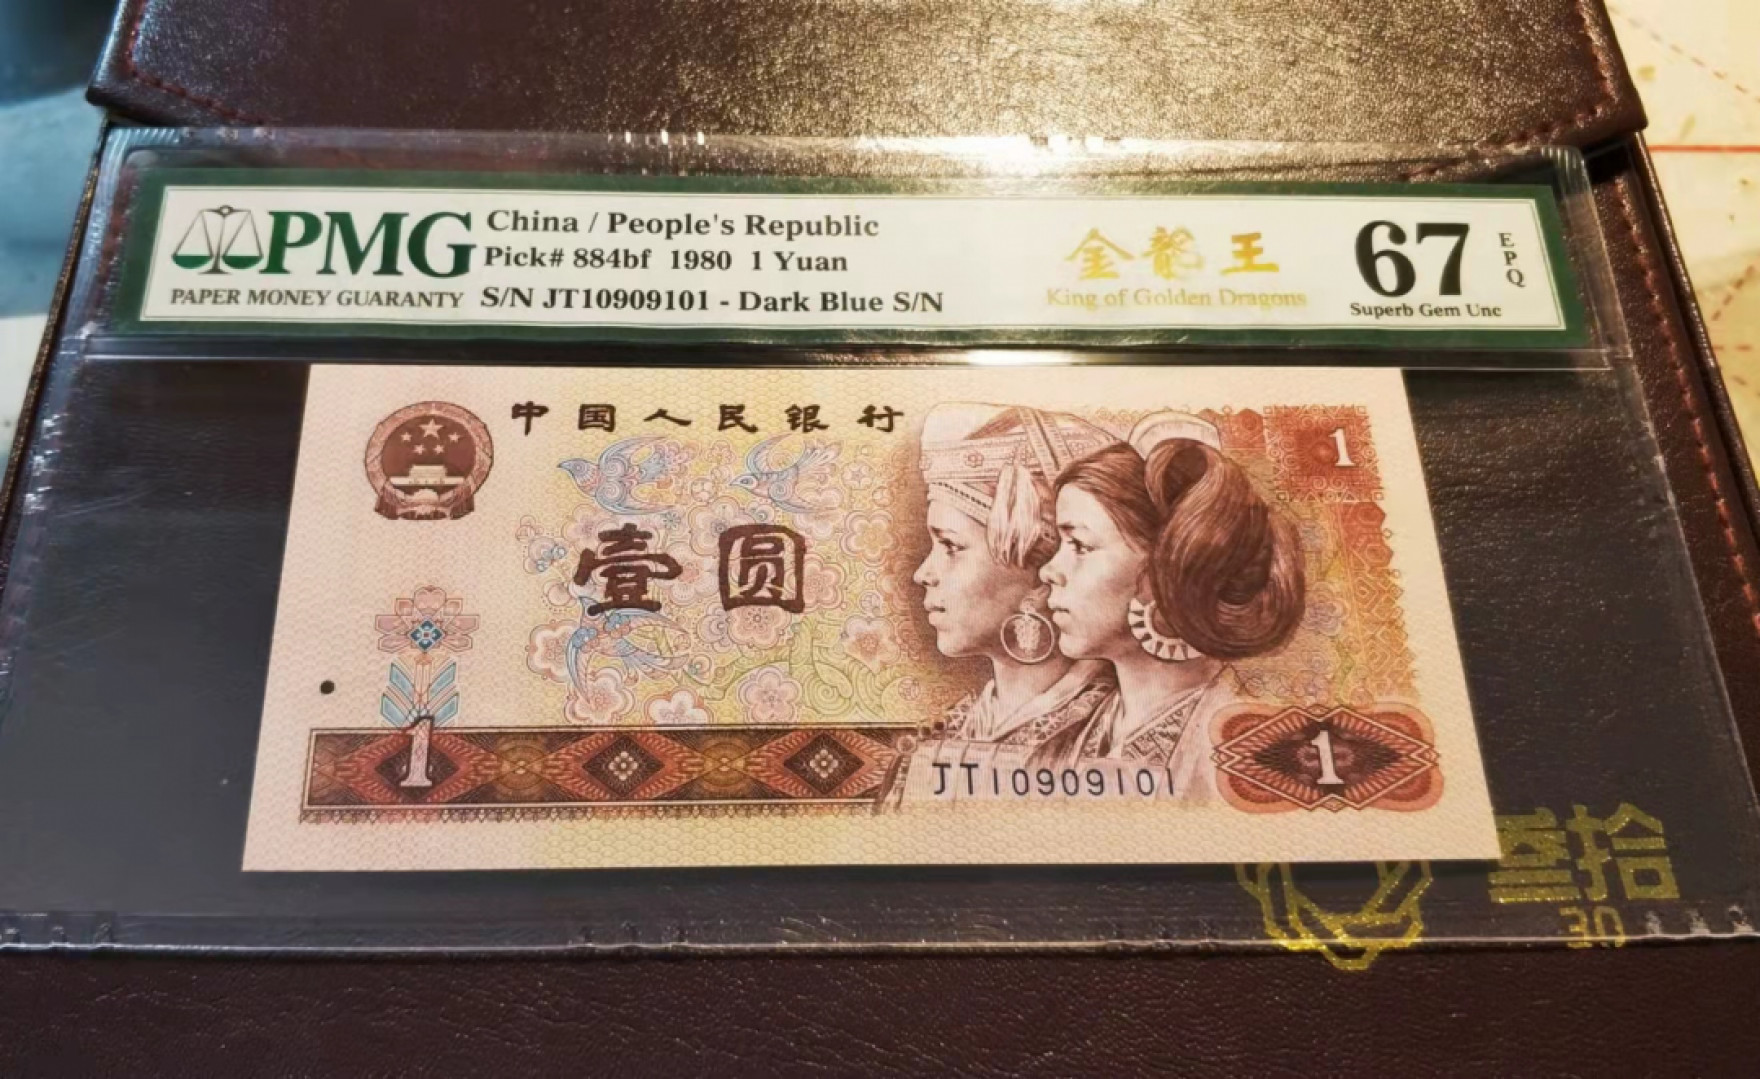 PMG
PAPER MONEY GUARANTY
China / People's Republic
Pick# 884bf 1980 1 Yuan
S/N JT10909101 - Dark Blue S/N
金龍王
King of Golden Dragons
67
EPQ
Superb Gem Unc
中国人民银行
1
壹圆
1
JT10909101
1
叁拾
30